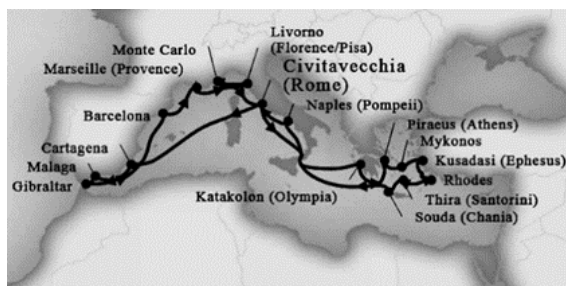 Livorno
(Florence/Pisa)
Monte Carlo
Marseille (Provence)
Civitavecchia
(Rome)
Naples (Pompeii)
Barcelona
Piraeus (Athens)
Mykonos
Cartagena
Kusadasi (Ephesus)
Malaga
Gibraltar
Rhodes
Katakolon (Olympia)
Thira (Santorini)
Souda (Chania)